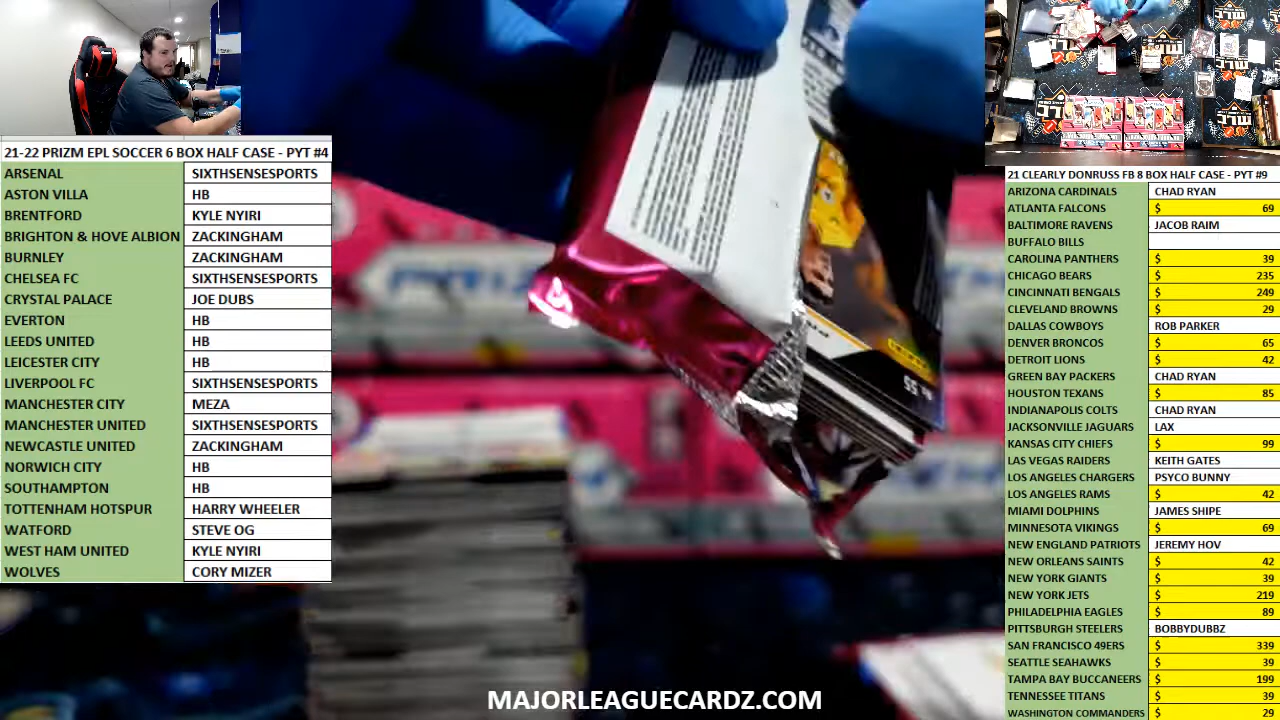 21-22 PRIZM EPL SOCCER 6 BOX HALF CASE - PYT #4
ARSENAL SIXTHSENSESPORTS
ASTON VILLA HB
BRENTFORD KYLE NYIRI
BRIGHTON & HOVE ALBION ZACKINGHAM
BURNLEY ZACKINGHAM
CHELSEA FC SIXTHSENSESPORTS
CRYSTAL PALACE JOE DUBS
EVERTON HB
LEEDS UNITED HB
LEICESTER CITY HB
LIVERPOOL FC SIXTHSENSESPORTS
MANCHESTER CITY MEZA
MANCHESTER UNITED SIXTHSENSESPORTS
NEWCASTLE UNITED ZACKINGHAM
NORWICH CITY HB
SOUTHAMPTON HB
TOTTENHAM HOTSPUR HARRY WHEELER
WATFORD STEVE OG
WEST HAM UNITED KYLE NYIRI
WOLVES CORY MIZER
No. 55
MAJORLEAGUECARDZ.COM
21 CLEARLY DONRUSS FB 8 BOX HALF CASE - PYT #9
ARIZONA CARDINALS CHAD RYAN
ATLANTA FALCONS $ 69
BALTIMORE RAVENS JACOB RAIM
BUFFALO BILLS
CAROLINA PANTHERS $ 39
CHICAGO BEARS $ 235
CINCINNATI BENGALS $ 249
CLEVELAND BROWNS $ 29
DALLAS COWBOYS ROB PARKER
DENVER BRONCOS $ 65
DETROIT LIONS $ 42
GREEN BAY PACKERS CHAD RYAN
HOUSTON TEXANS $ 85
INDIANAPOLIS COLTS CHAD RYAN
JACKSONVILLE JAGUARS LAX
KANSAS CITY CHIEFS $ 99
LAS VEGAS RAIDERS KEITH GATES
LOS ANGELES CHARGERS PSYCO BUNNY
LOS ANGELES RAMS $ 42
MIAMI DOLPHINS JAMES SHIPE
MINNESOTA VIKINGS $ 69
NEW ENGLAND PATRIOTS JEREMY HOV
NEW ORLEANS SAINTS $ 42
NEW YORK GIANTS $ 39
NEW YORK JETS $ 219
PHILADELPHIA EAGLES $ 89
PITTSBURGH STEELERS BOBBYDUBBZ
SAN FRANCISCO 49ERS $ 339
SEATTLE SEAHAWKS $ 39
TAMPA BAY BUCCANEERS $ 199
TENNESSEE TITANS $ 39
WASHINGTON COMMANDERS $ 29